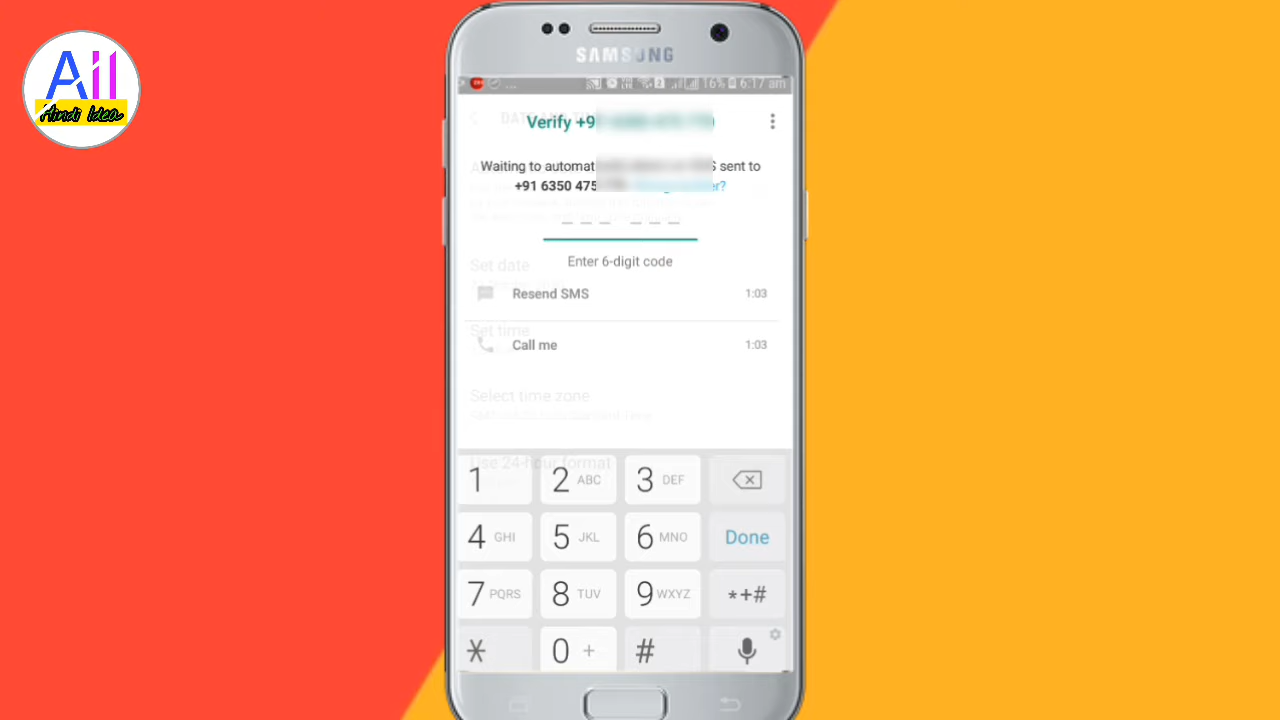 Ail
Hindi Idea
SAMSUNG
16% 6:17 am
Verify +9
Waiting to automat S sent to
+91 6350 475 r?
Enter 6-digit code
Set date
Resend SMS 1:03
Set time
Call me 1:03
Select time zone
Use 24-hour format
1 2 ABC 3 DEF
4 GHI 5 JKL 6 MNO Done
7 PQRS 8 TUV 9 WXYZ *+#
* 0 + #